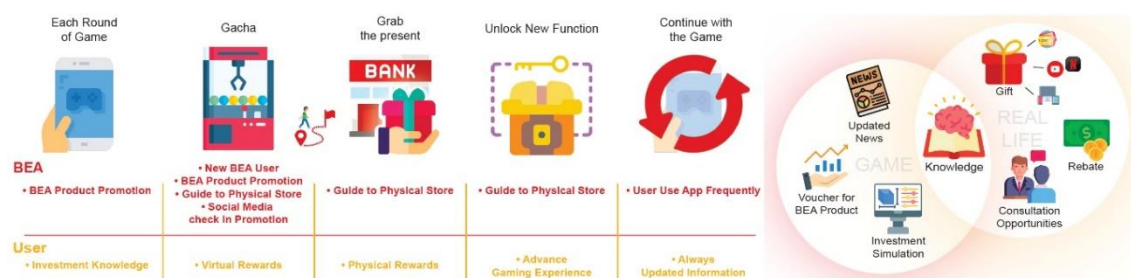 Each Round
of Game
Gacha
Grab
the present
Unlock New Function
Continue with
the Game
BANK
BEA
• BEA Product Promotion
• New BEA User
• BEA Product Promotion
• Guide to Physical Store
• Social Media
check In Promotion
• Guide to Physical Store
• Guide to Physical Store
• User Use App Frequently
User
• Investment Knowledge
• Virtual Rewards
• Physical Rewards
• Advance
Gaming Experience
• Always
Updated Information
NEWS
Updated
News
GAME
Voucher for
BEA Product
Investment
Simulation
Knowledge
Gift
REAL
LIFE
Rebate
Consultation
Opportunities